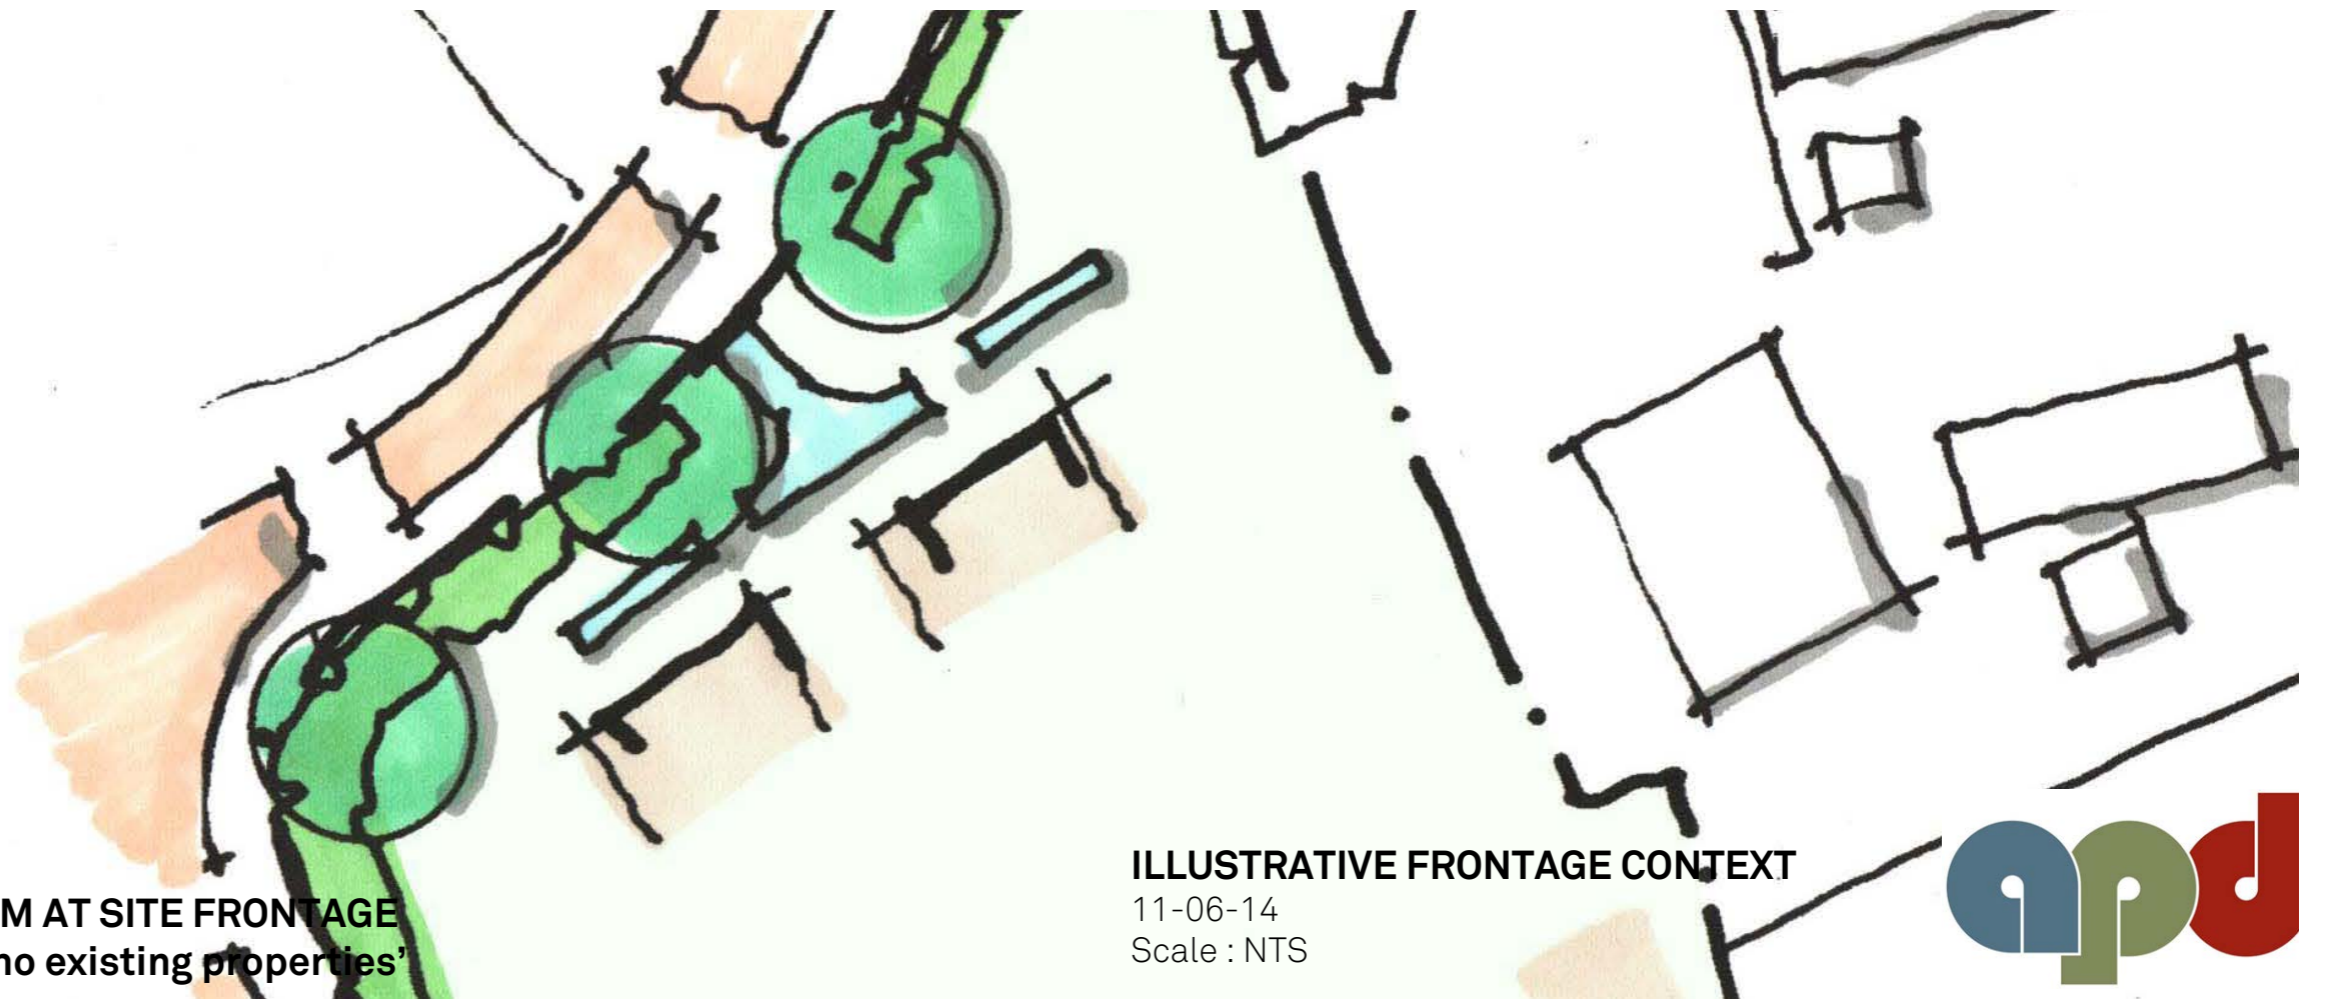 M AT SITE FRONTAGE
no existing properties’
ILLUSTRATIVE FRONTAGE CONTEXT
11-06-14
Scale : NTS
apd